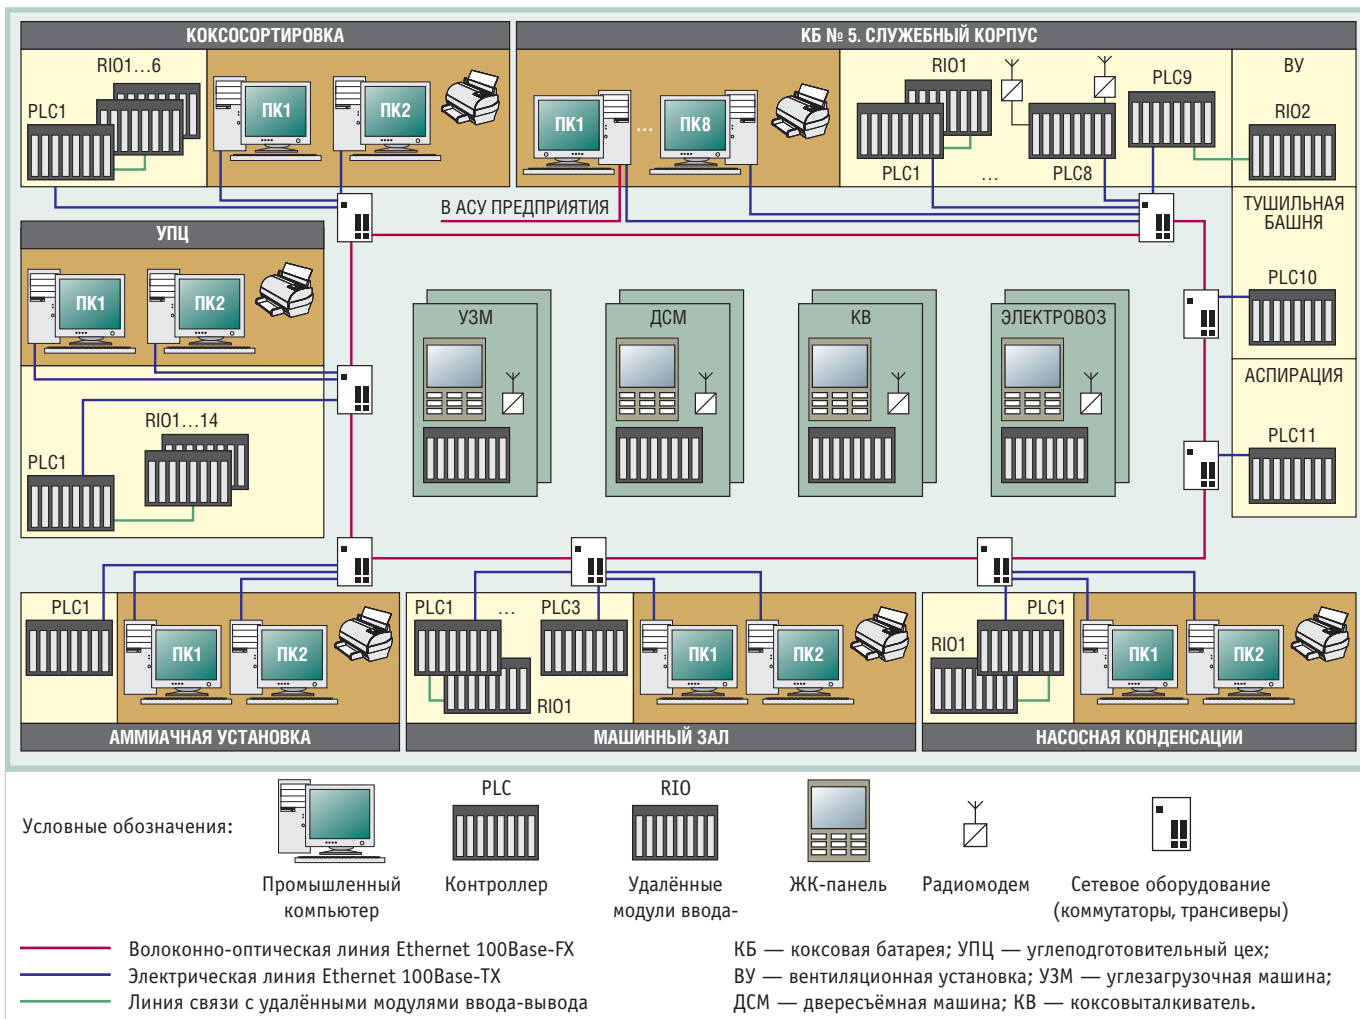 КОКСОСОРТИРОВКА
RIO1...6
PLC1
ПК1
ПК2
КБ № 5. СЛУЖЕБНЫЙ КОРПУС
ПК1
...
ПК8
RIO1
PLC1
...
PLC8
PLC9
ВУ
RIO2
В АСУ ПРЕДПРИЯТИЯ
ТУШИЛЬНАЯ
БАШНЯ
PLC10
АСПИРАЦИЯ
PLC11
УПЦ
ПК1
ПК2
RIO1...14
PLC1
УЗМ
ДСМ
КВ
ЭЛЕКТРОВОЗ
PLC1
ПК1
ПК2
АММИАЧНАЯ УСТАНОВКА
PLC1
...
PLC3
RIO1
ПК1
ПК2
МАШИННЫЙ ЗАЛ
PLC1
RIO1
ПК1
ПК2
НАСОСНАЯ КОНДЕНСАЦИИ
Условные обозначения:
Промышленный
компьютер
PLC
Контроллер
RIO
Удалённые
модули ввода-
ЖК-панель
Радиомодем
Сетевое оборудование
(коммутаторы, трансиверы)
Волоконно-оптическая линия Ethernet 100Base-FX
Электрическая линия Ethernet 100Base-TX
Линия связи с удалёнными модулями ввода-вывода
КБ — коксовая батарея; УПЦ — углеподготовительный цех;
ВУ — вентиляционная установка; УЗМ — углезагрузочная машина;
ДСМ — двересъёмная машина; КВ — коксовыталкиватель.